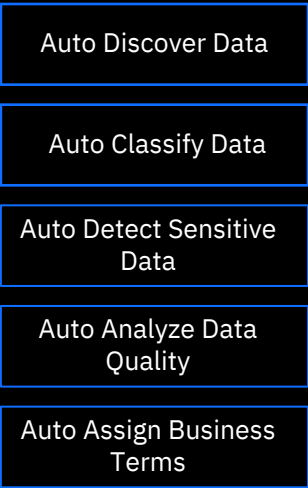 Auto Discover Data
Auto Classify Data
Auto Detect Sensitive
Data
Auto Analyze Data
Quality
Auto Assign Business
Terms